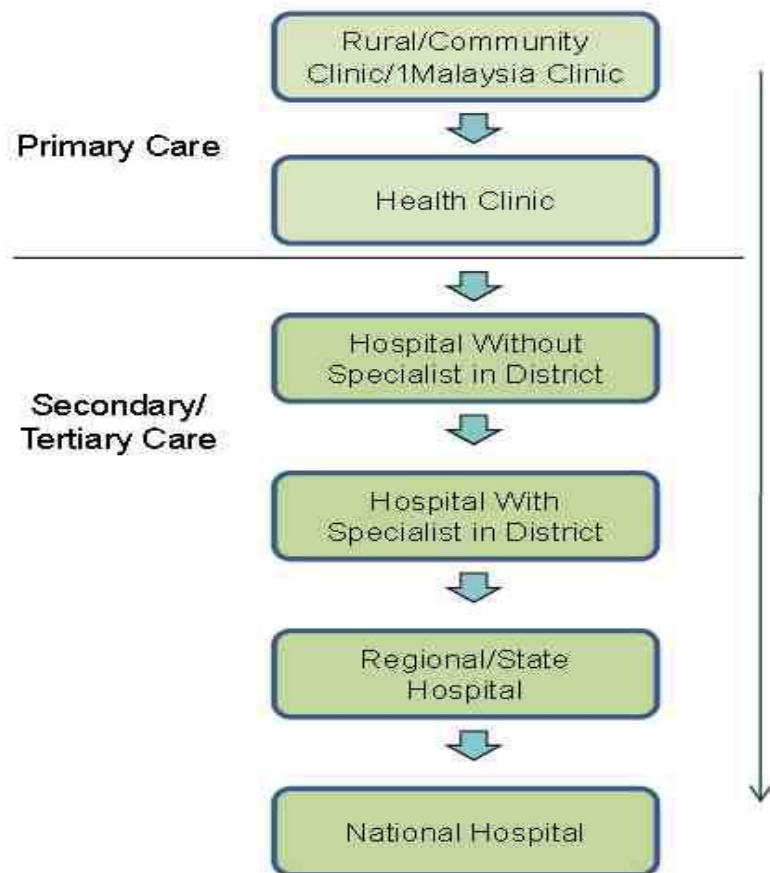 Rural/Community
Clinic/1Malaysia Clinic
Primary Care
Health Clinic
Hospital Without
Specialist in District
Secondary/
Tertiary Care
Hospital With
Specialist in District
Regional/State
Hospital
National Hospital